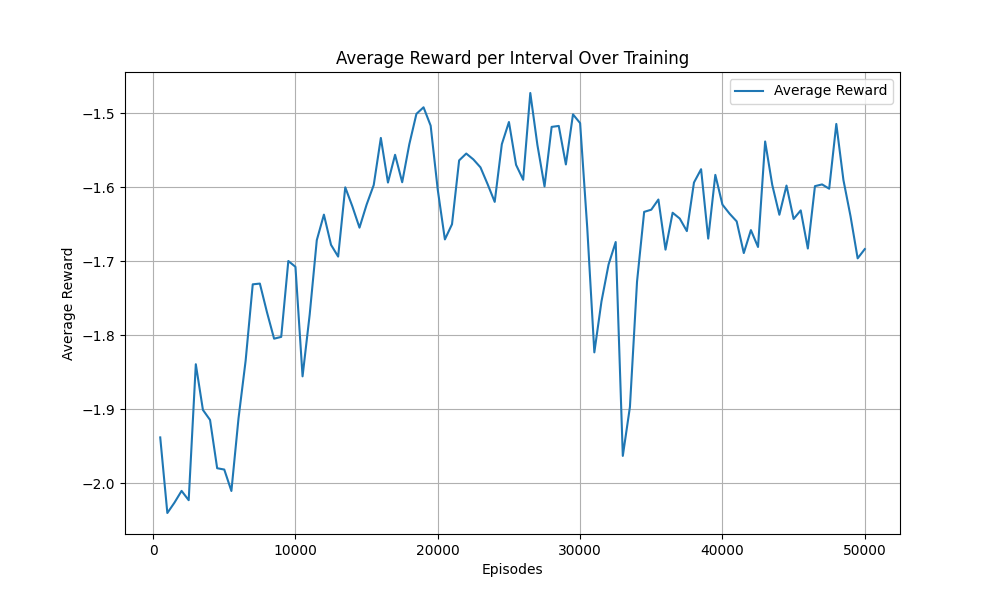 Average Reward per Interval Over Training
Average Reward
−1.5
−1.6
−1.7
−1.8
−1.9
−2.0
Average Reward
0 10000 20000 30000 40000 50000
Episodes